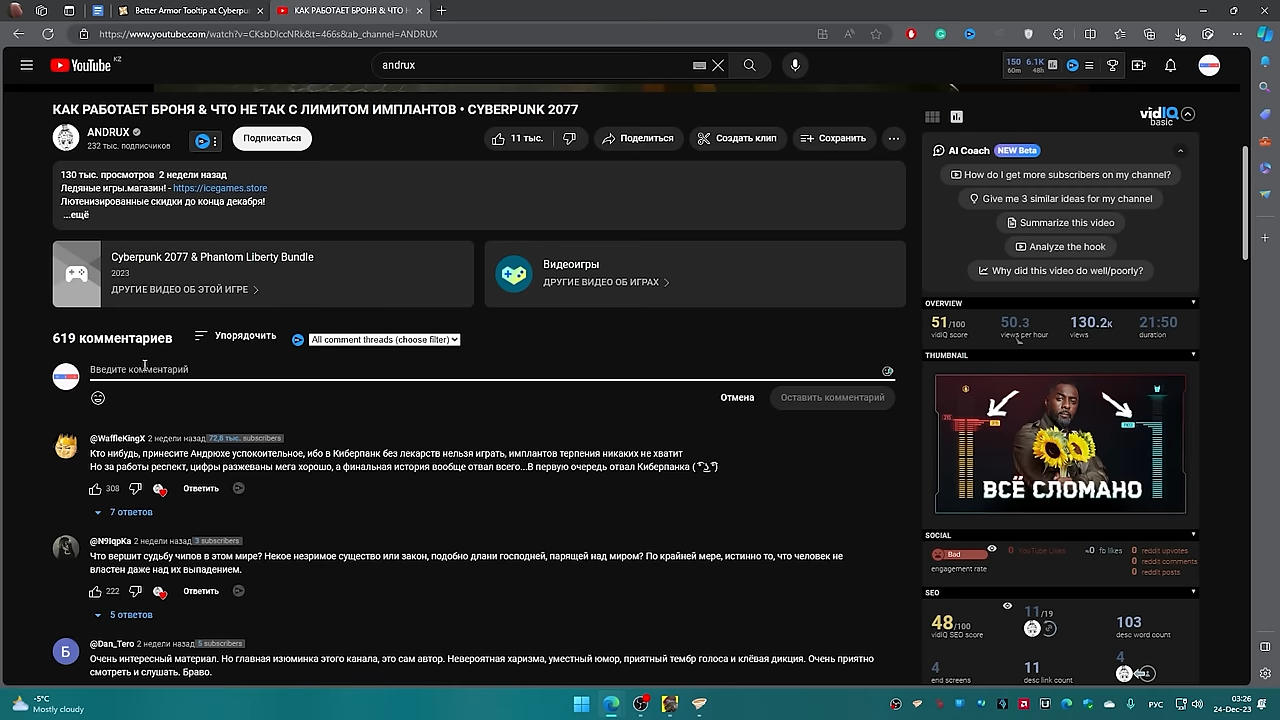 Better Armor Tooltip at Cyberpu
КАК РАБОТАЕТ БРОНЯ & ЧТО Н
https://www.youtube.com/watch?v=CKsbDlccNRk&t=466s&ab_channel=ANDRUX
YouTube KZ
andrux
150 6.1K
60m 48h
КАК РАБОТАЕТ БРОНЯ & ЧТО НЕ ТАК С ЛИМИТОМ ИМПЛАНТОВ • CYBERPUNK 2077
ANDRUX
232 тыс. подписчиков
Подписаться
11 тыс.
Поделиться
Создать клип
Сохранить
130 тыс. просмотров 2 недели назад
Ледяные игры.магазин! - https://icegames.store
Лютенизированные скидки до конца декабря!
...ещё
Cyberpunk 2077 & Phantom Liberty Bundle
2023
ДРУГИЕ ВИДЕО ОБ ЭТОЙ ИГРЕ
Видеоигры
ДРУГИЕ ВИДЕО ОБ ИГРАХ
619 комментариев
Упорядочить
All comment threads (choose filter)
Введите комментарий
Отмена
Оставить комментарий
@WaffleKingX 2 недели назад 72,8 тыс. subscribers
Кто нибудь, принесите Андрюхе успокоительное, ибо в Киберпанк без лекарств нельзя играть, имплантов терпения никаких не хватит
Но за работы респект, цифры разжеваны мега хорошо, а финальная история вообще отвал всего...В первую очередь отвал Киберпанка ( ͡° ͜ʖ ͡°)
308
Ответить
7 ответов
@N9IqpKa 2 недели назад 3 subscribers
Что вершит судьбу чипов в этом мире? Некое незримое существо или закон, подобно длани господней, парящей над миром? По крайней мере, истинно то, что человек не
властен даже над их выпадением.
222
Ответить
5 ответов
Б
@Dan_Tero 2 недели назад 5 subscribers
Очень интересный материал. Но главная изюминка этого канала, это сам автор. Невероятная харизма, уместный юмор, приятный тембр голоса и клёвая дикция. Очень приятно
смотреть и слушать. Браво.
vidIQ
basic
AI Coach NEW Beta
How do I get more subscribers on my channel?
Give me 3 similar ideas for my channel
Summarize this video
Analyze the hook
Why did this video do well/poorly?
OVERVIEW
51/100 50.3 130.2K 21:50
vidIQ score views per hour views duration
THUMBNAIL
ВСЁ СЛОМАНО
SOCIAL
Bad
engagement rate
0 YouTube Likes
≈0 fb likes
0 reddit upvotes
0 reddit comments
0 reddit posts
SEO
48/100
vidIQ SEO score
11/19
103
desc word count
4
end screens
11
desc link count
4
-5°C
Mostly cloudy
РУС
03:26
24-Dec-23